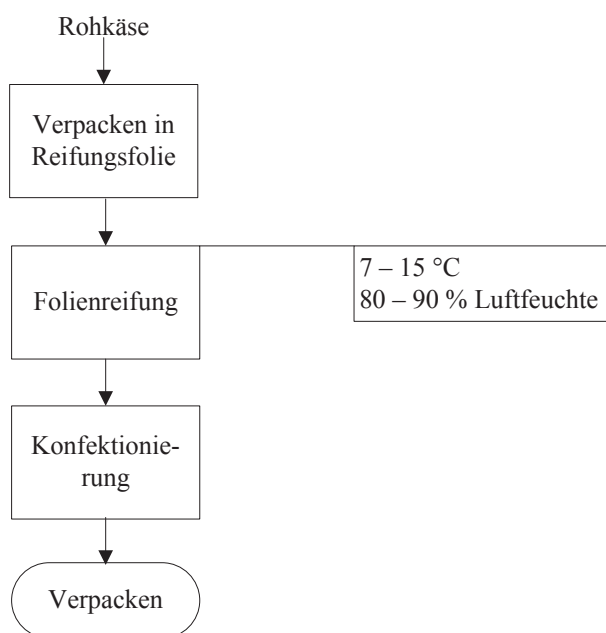 Rohkäse
Verpacken in
Reifungsfolie
Folienreifung
7 – 15 °C
80 – 90 % Luftfeuchte
Konfektionie-
rung
Verpacken